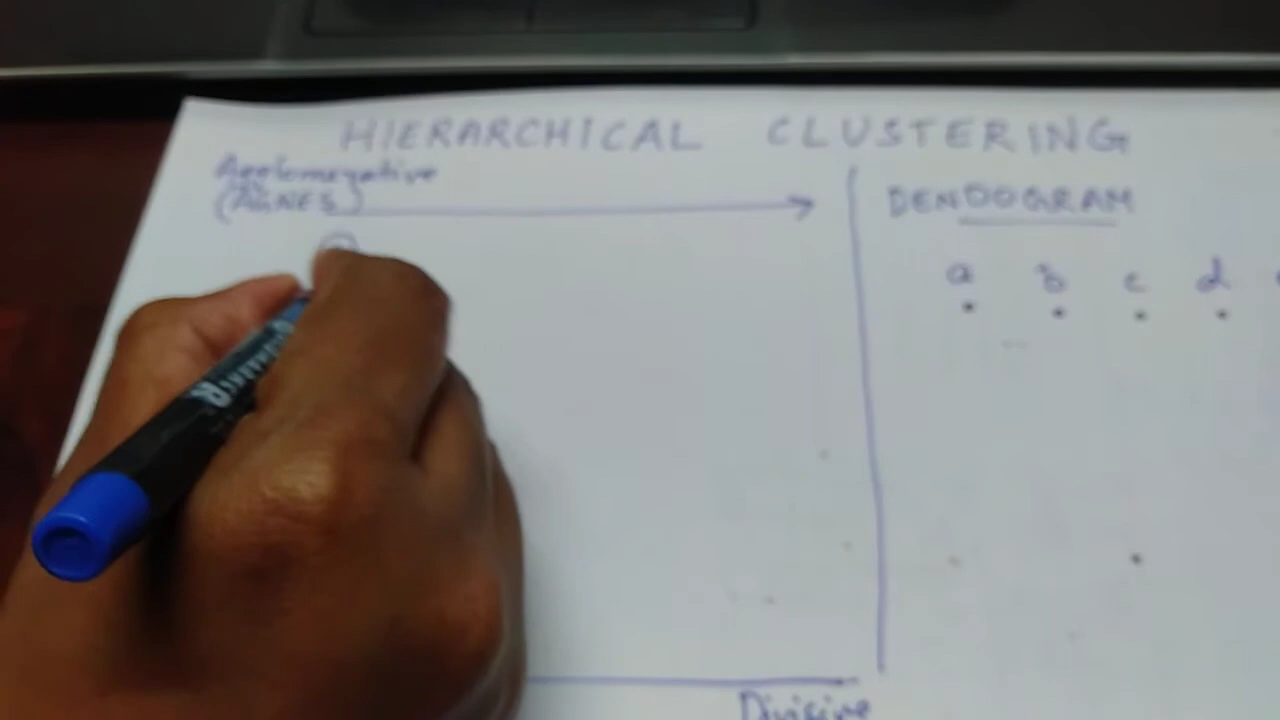 HIERARCHICAL CLUSTERING
Agglomerative
(AGNES)
DENDOGRAM
a b c d
Divisive